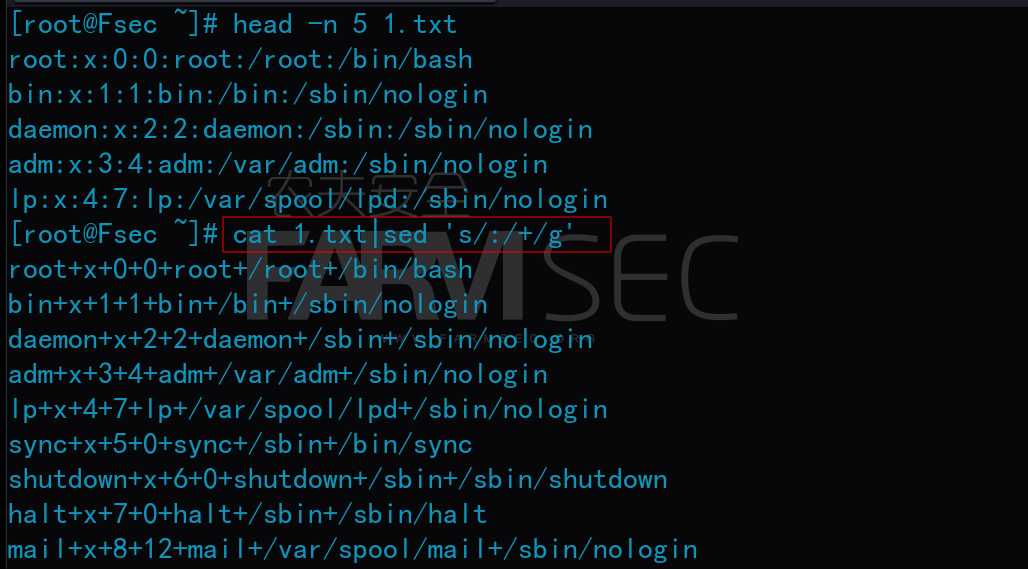 [root@Fsec ~]# head -n 5 1.txt
root:x:0:0:root:/root:/bin/bash
bin:x:1:1:bin:/bin:/sbin/nologin
daemon:x:2:2:daemon:/sbin:/sbin/nologin
adm:x:3:4:adm:/var/adm:/sbin/nologin
农夫安全
lp:x:4:7:lp:/var/spool/lpd:/sbin/nologin
[root@Fsec ~]# cat 1.txt|sed 's/:/+/g'
FARMSEC
root+x+0+0+root+/root+/bin/bash
bin+x+1+1+bin+/bin+/sbin/nologin
daemon+x+2+2+daemon+/sbin+/sbin/nologin
adm+x+3+4+adm+/var/adm+/sbin/nologin
lp+x+4+7+lp+/var/spool/lpd+/sbin/nologin
sync+x+5+0+sync+/sbin+/bin/sync
shutdown+x+6+0+shutdown+/sbin+/sbin/shutdown
halt+x+7+0+halt+/sbin+/sbin/halt
mail+x+8+12+mail+/var/spool/mail+/sbin/nologin